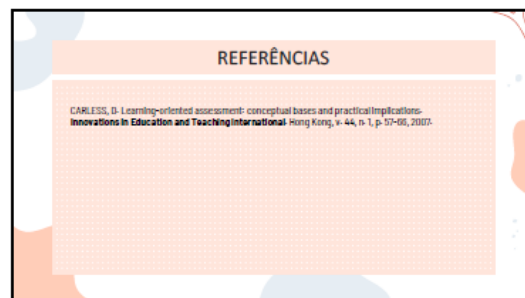 REFERÊNCIAS
CARLESS, D. Learning-oriented assessment: conceptual bases and practical implications.
Innovations in Education and Teaching International. Hong Kong, v. 44, n. 1, p. 57-66, 2007.